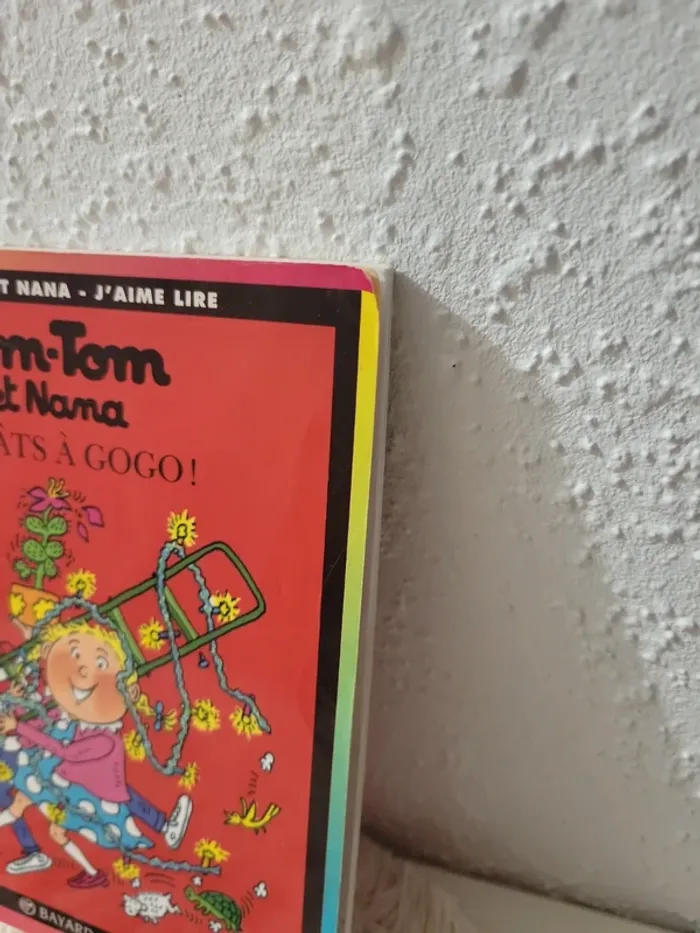 T NANA - J'AIME LIRE
m-Tom
et Nana
ÂTS À GOGO !
BAYARD